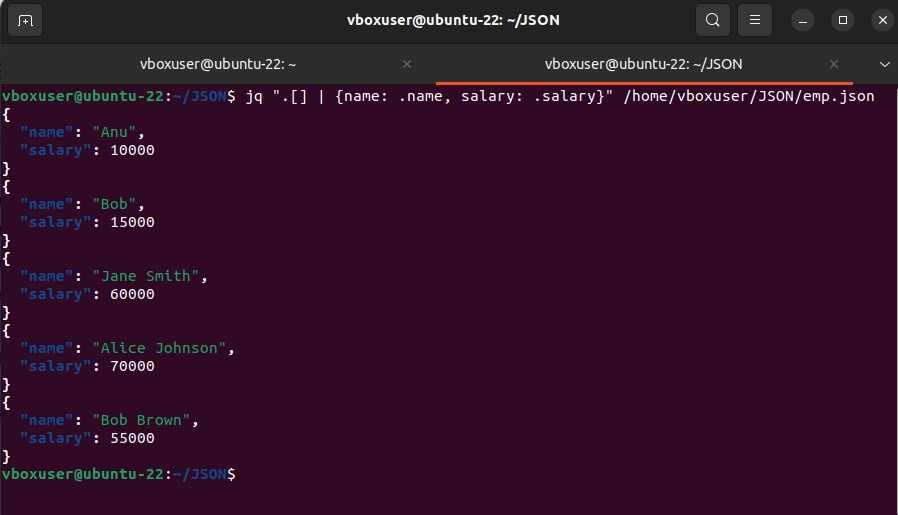 vboxuser@ubuntu-22: ~/JSON
vboxuser@ubuntu-22: ~
vboxuser@ubuntu-22: ~/JSON
vboxuser@ubuntu-22:~/JSON$ jq ".[] | {name: .name, salary: .salary}" /home/vboxuser/JSON/emp.json
{
  "name": "Anu",
  "salary": 10000
}
{
  "name": "Bob",
  "salary": 15000
}
{
  "name": "Jane Smith",
  "salary": 60000
}
{
  "name": "Alice Johnson",
  "salary": 70000
}
{
  "name": "Bob Brown",
  "salary": 55000
}
vboxuser@ubuntu-22:~/JSON$